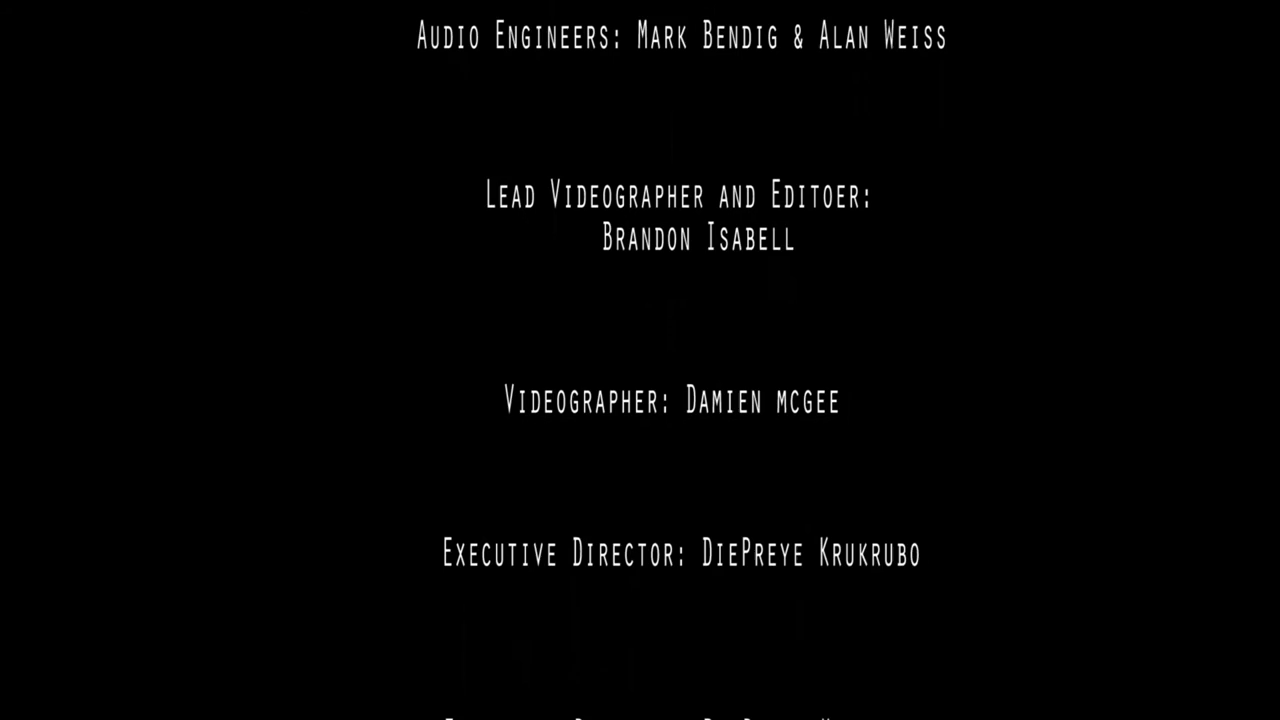 Audio Engineers: Mark Bendig & Alan Weiss
Lead Videographer and Editoer:
Brandon Isabell
Videographer: Damien mcgee
Executive Director: DiePreye Krukrubo